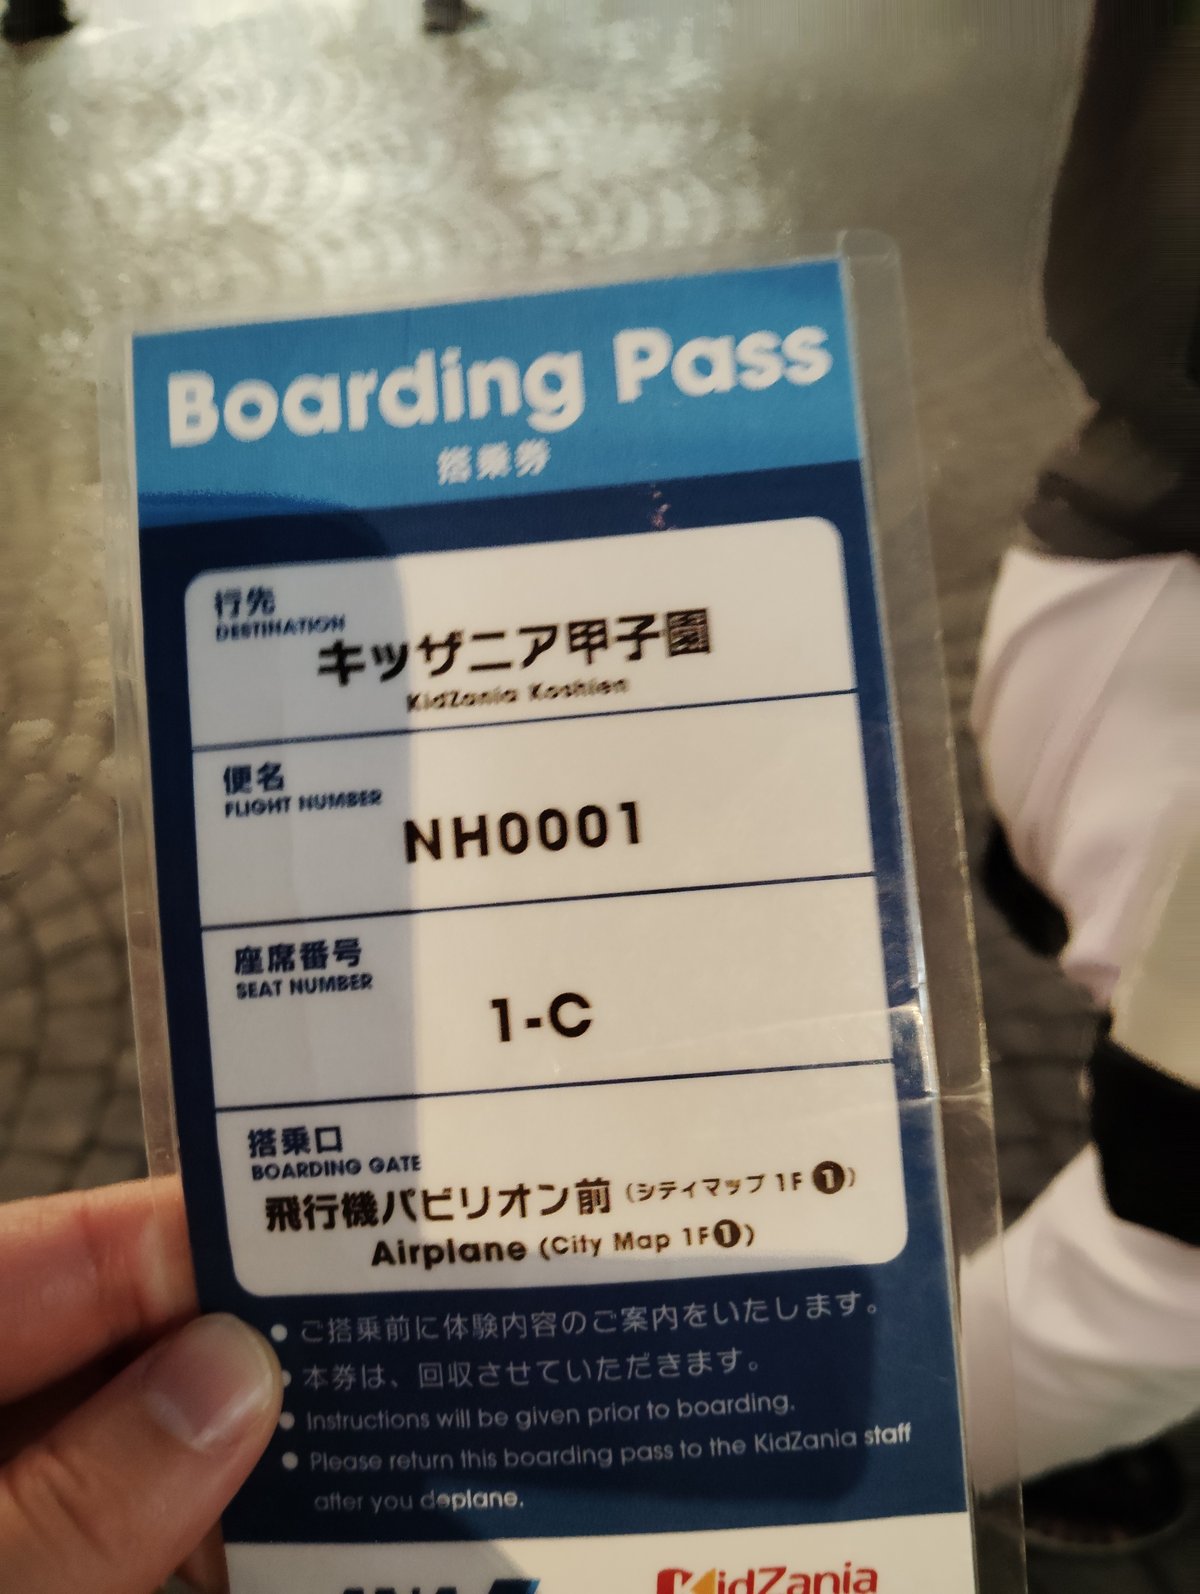 Boarding Pass
搭乗券
行先
DESTINATION
キッザニア甲子園
KidZania Koshien
便名
FLIGHT NUMBER
NH0001
座席番号
SEAT NUMBER
1-C
搭乗口
BOARDING GATE
飛行機パビリオン前 (シティマップ 1F ❶)
Airplane (City Map 1F❶)
● ご搭乗前に体験内容のご案内をいたします。
● 本券は、回収させていただきます。
● Instructions will be given prior to boarding.
● Please return this boarding pass to the KidZania staff
after you deplane.
ANA KidZania